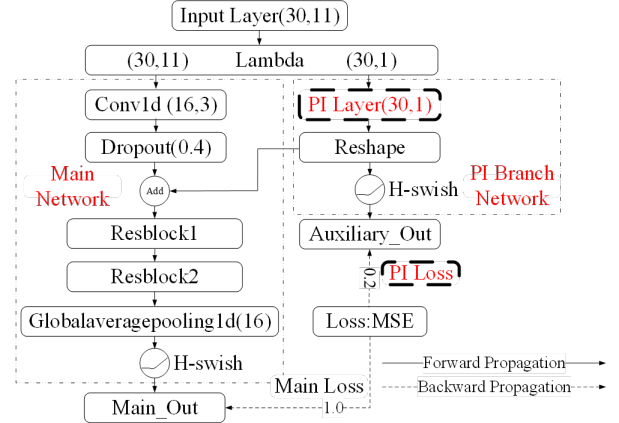 Input Layer(30,11)
(30,11) Lambda (30,1)
Conv1d (16,3)
PI Layer(30,1)
Dropout(0.4)
Reshape
Main
Network
Add
H-swish
PI Branch
Network
Resblock1
Auxiliary_Out
Resblock2
0.2
PI Loss
Globalaveragepooling1d(16)
Loss:MSE
H-swish
Forward Propagation
Main Loss
Backward Propagation
Main_Out
1.0